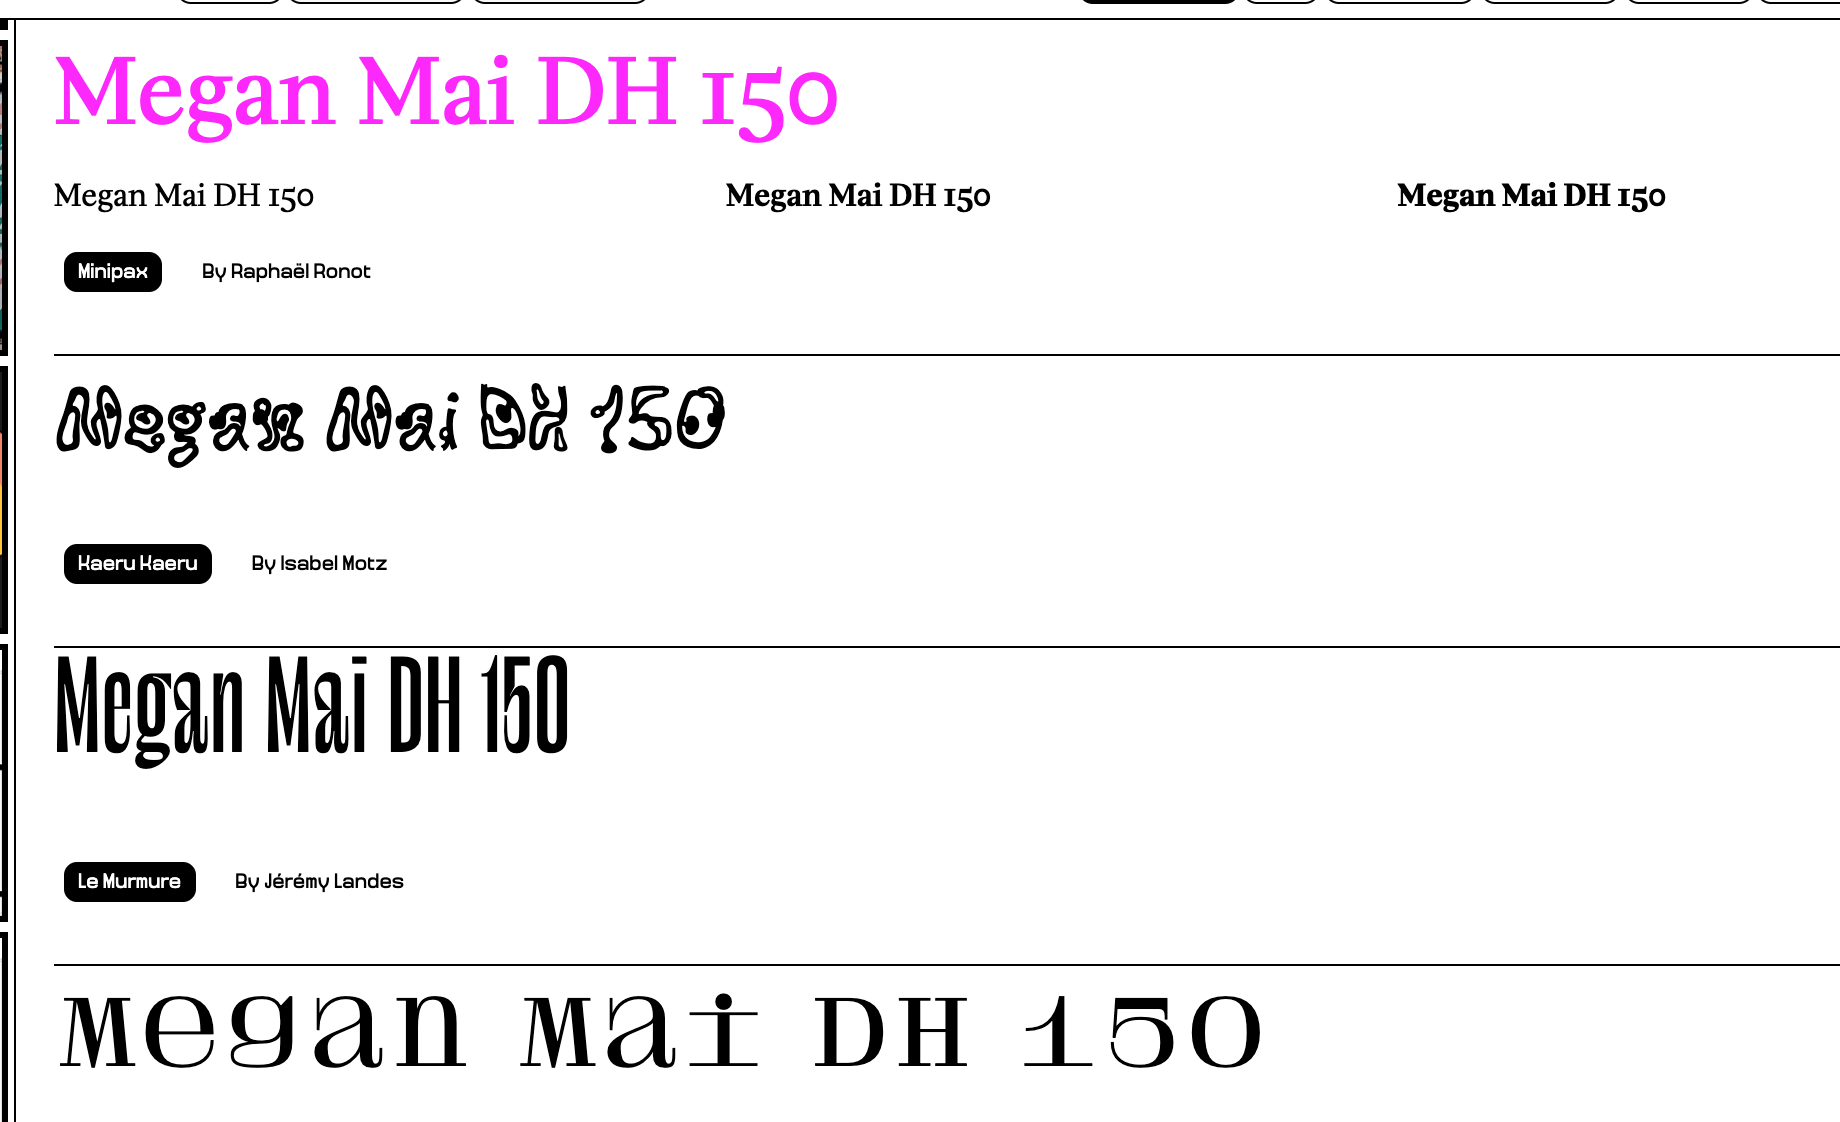 Megan Mai DH 150
Megan Mai DH 150 Megan Mai DH 150 Megan Mai DH 150
Minipax By Raphaël Ronot
Megan Mai DH 150
Kaeru Kaeru By Isabel Motz
Megan Mai DH 150
Le Murmure By Jérémy Landes
Megan Mai DH 150